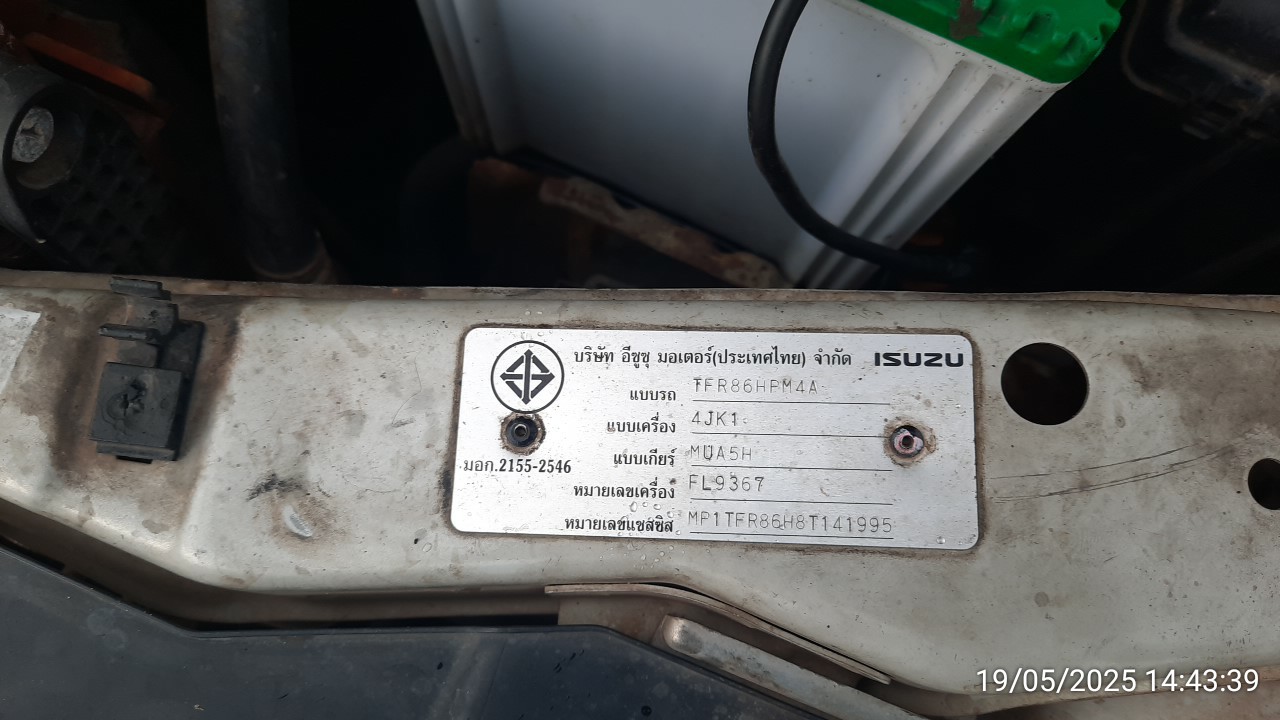 บริษัท อีซูซุ มอเตอร์(ประเทศไทย) จำกัด ISUZU
แบบรถ TFR86HPM4A
แบบเครื่อง 4JK1
แบบเกียร์ MUA5H
มอก.2155-2546
หมายเลขเครื่อง FL9367
หมายเลขแชสซิส MP1TFR86H8T141995
19/05/2025 14:43:39